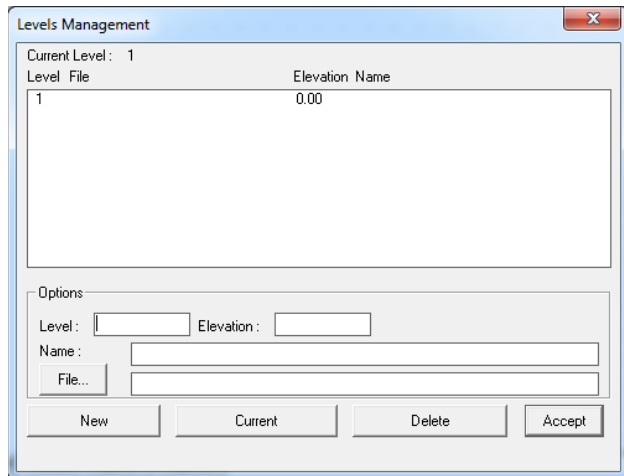 Levels Management
Current Level : 1
Level File Elevation Name
1 0.00
Options
Level : Elevation :
Name :
File...
New Current Delete Accept